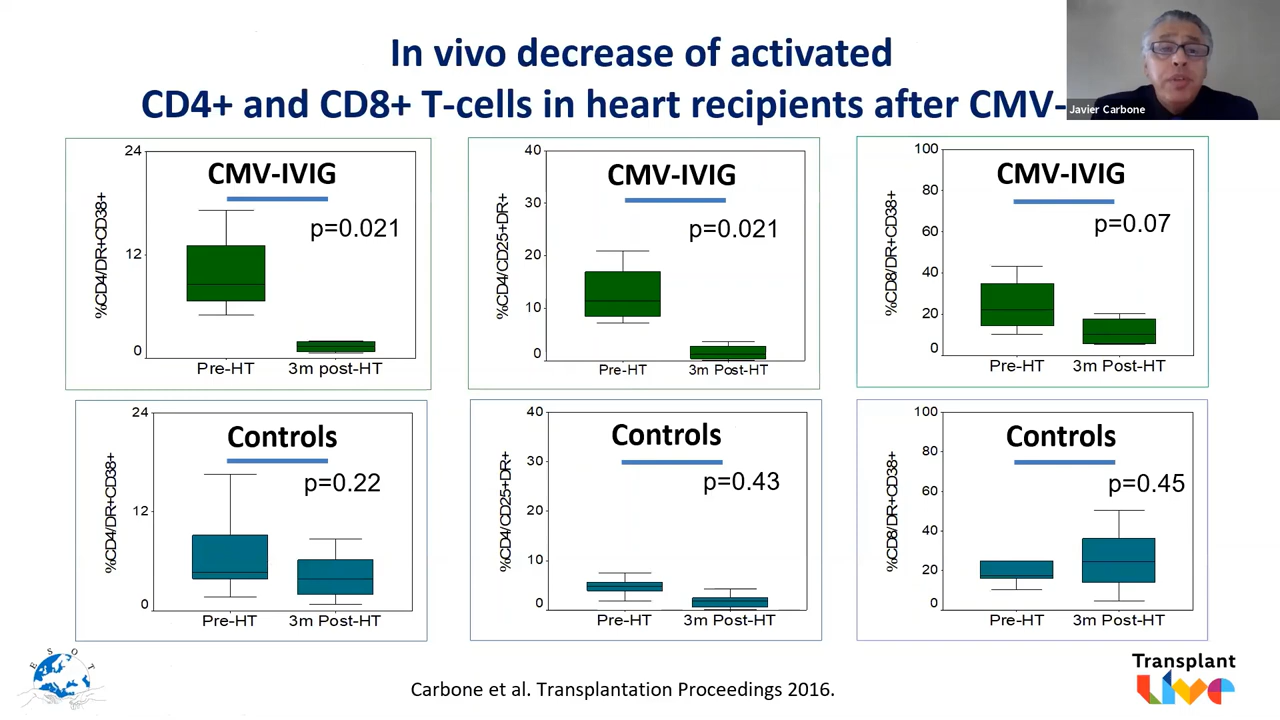 In vivo decrease of activated
CD4+ and CD8+ T-cells in heart recipients after CMV-
Javier Carbone
24
12
0
%CD4/DR+CD38+
CMV-IVIG
p=0.021
Pre-HT
3m post-HT
40
30
20
10
0
%CD4/CD25+DR+
CMV-IVIG
p=0.021
Pre-HT
3m Post-HT
100
80
60
40
20
0
%CD8/DR+CD38+
CMV-IVIG
p=0.07
Pre-HT
3m Post-HT
24
12
0
%CD4/DR+CD38+
Controls
p=0.22
Pre-HT
3m Post-HT
40
30
20
10
0
%CD4/CD25+DR+
Controls
p=0.43
Pre-HT
3m Post-HT
100
80
60
40
20
0
%CD8/DR+CD38+
Controls
p=0.45
Pre-HT
3m Post-HT
ESOT
Carbone et al. Transplantation Proceedings 2016.
Transplant
Live